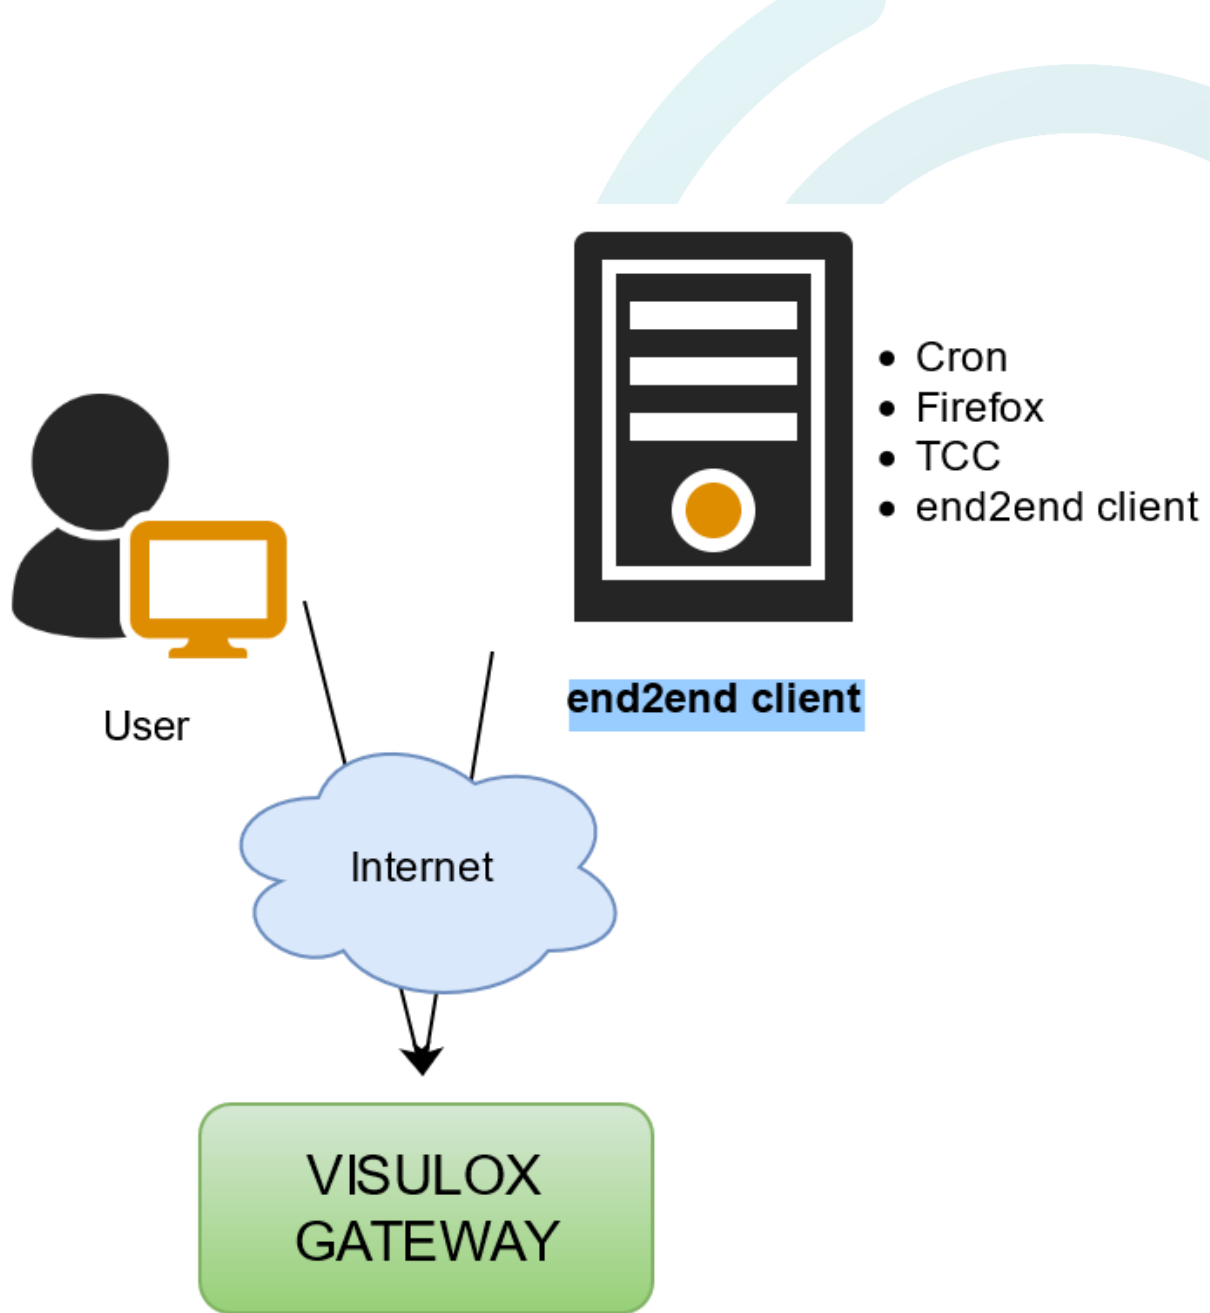 • Cron
• Firefox
• TCC
• end2end client
end2end client
User
Internet
VISULOX
GATEWAY